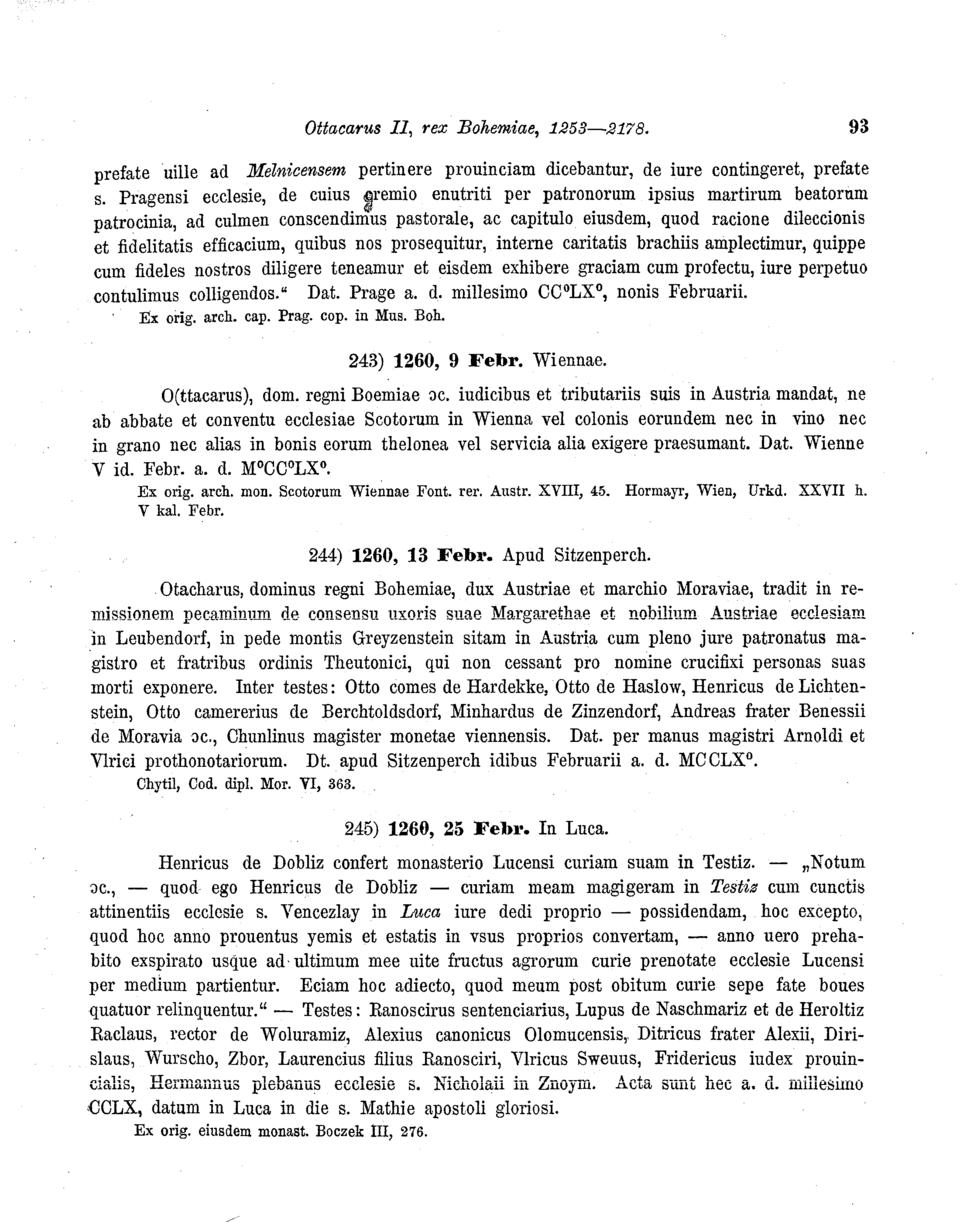 Ottacarus II, rex Bohemiae, 1253—2178. 93
prefate uille ad Melnicensem pertinere prouinciam dicebantur, de iure contingeret, prefate
s. Pragensi ecclesie, de cuius gremio enutriti per patronorum ipsius martirum beatorum
patrocinia, ad culmen conscendimus pastorale, ac capitulo eiusdem, quod racione dileccionis
et fidelitatis efficacium, quibus nos prosequitur, interne caritatis brachiis amplectimur, quippe
cum fideles nostros diligere teneamur et eisdem exhibere graciam cum profectu, iure perpetuo
contulimus colligendos.“ Dat. Prage a. d. millesimo CC⁰LX⁰, nonis Februarii.
Ex orig. arch. cap. Prag. cop. in Mus. Boh.
243) 1260, 9 Febr. Wiennae.
O(ttacarus), dom. regni Boemiae ɔc. iudicibus et tributariis suis in Austria mandat, ne
ab abbate et conventu ecclesiae Scotorum in Wienna vel colonis eorundem nec in vino nec
in grano nec alias in bonis eorum thelonea vel servicia alia exigere praesumant. Dat. Wienne
V id. Febr. a. d. M⁰CC⁰LX⁰.
Ex orig. arch. mon. Scotorum Wiennae Font. rer. Austr. XVIII, 45. Hormayr, Wien, Urkd. XXVII h.
V kal. Febr.
244) 1260, 13 Febr. Apud Sitzenperch.
Otacharus, dominus regni Bohemiae, dux Austriae et marchio Moraviae, tradit in re-
missionem pecaminum de consensu uxoris suae Margarethae et nobilium Austriae ecclesiam
in Leubendorf, in pede montis Greyzenstein sitam in Austria cum pleno jure patronatus ma-
gistro et fratribus ordinis Theutonici, qui non cessant pro nomine crucifixi personas suas
morti exponere. Inter testes: Otto comes de Hardekke, Otto de Haslow, Henricus de Lichten-
stein, Otto camererius de Berchtoldsdorf, Minhardus de Zinzendorf, Andreas frater Benessii
de Moravia ɔc., Chunlinus magister monetae viennensis. Dat. per manus magistri Arnoldi et
Vlrici prothonotariorum. Dt. apud Sitzenperch idibus Februarii a. d. MCCLX⁰.
Chytil, Cod. dipl. Mor. VI, 363.
245) 1260, 25 Febr. In Luca.
Henricus de Dobliz confert monasterio Lucensi curiam suam in Testiz. — „Notum
ɔc., — quod ego Henricus de Dobliz — curiam meam magigeram in Testiz cum cunctis
attinentiis ecclesie s. Vencezlay in Luca iure dedi proprio — possidendam, hoc excepto,
quod hoc anno prouentus yemis et estatis in vsus proprios convertam, — anno uero preha-
bito exspirato usque ad ultimum mee uite fructus agrorum curie prenotate ecclesie Lucensi
per medium partientur. Eciam hoc adiecto, quod meum post obitum curie sepe fate boues
quatuor relinquentur.“ — Testes: Ranoscirus sentenciarius, Lupus de Naschmariz et de Heroltiz
Raclaus, rector de Woluramiz, Alexius canonicus Olomucensis, Ditricus frater Alexii, Diri-
slaus, Wurscho, Zbor, Laurencius filius Ranosciri, Vlricus Sweuus, Fridericus iudex prouin-
cialis, Hermannus plebanus ecclesie s. Nicholaii in Znoym. Acta sunt hec a. d. millesimo
CCLX, datum in Luca in die s. Mathie apostoli gloriosi.
Ex orig. eiusdem monast. Boczek III, 276.